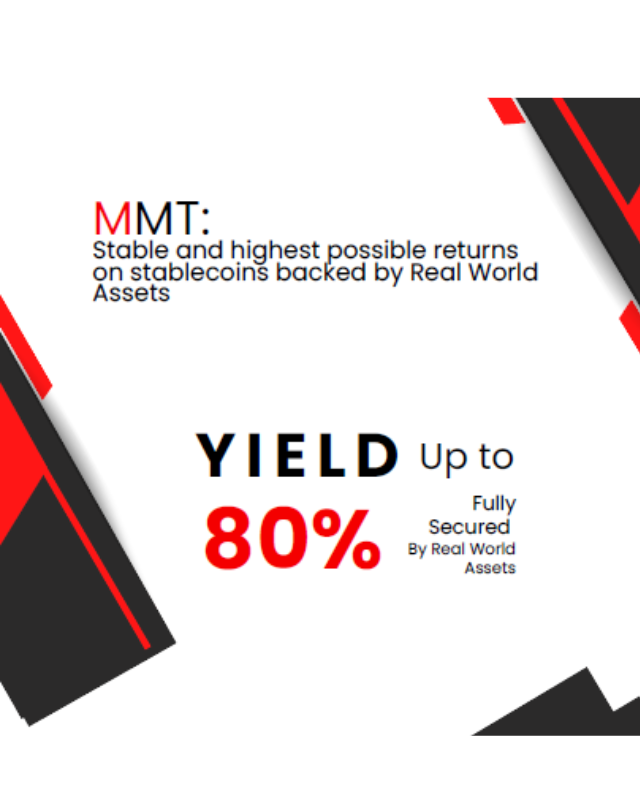 MMT:
Stable and highest possible returns
on stablecoins backed by Real World
Assets
YIELD Up to
80%
Fully
Secured
By Real World
Assets